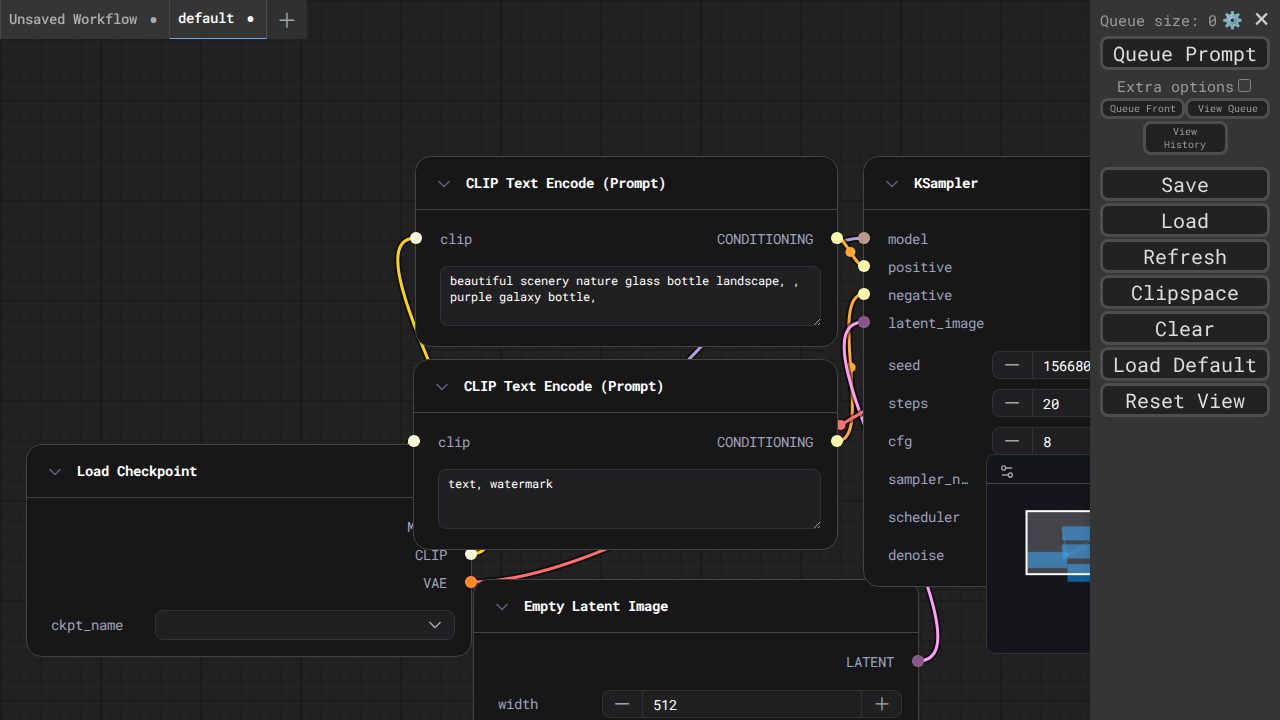 Unsaved Workflow
default
Queue size: 0
Queue Prompt
Extra options
Queue Front
View Queue
View
History
Save
Load
Refresh
Clipspace
Clear
Load Default
Reset View
CLIP Text Encode (Prompt)
clip
CONDITIONING
beautiful scenery nature glass bottle landscape, ,
purple galaxy bottle,
CLIP Text Encode (Prompt)
clip
CONDITIONING
text, watermark
KSampler
model
positive
negative
latent_image
seed
156680
steps
20
cfg
8
sampler_n…
scheduler
denoise
Load Checkpoint
CLIP
VAE
ckpt_name
Empty Latent Image
LATENT
width
512